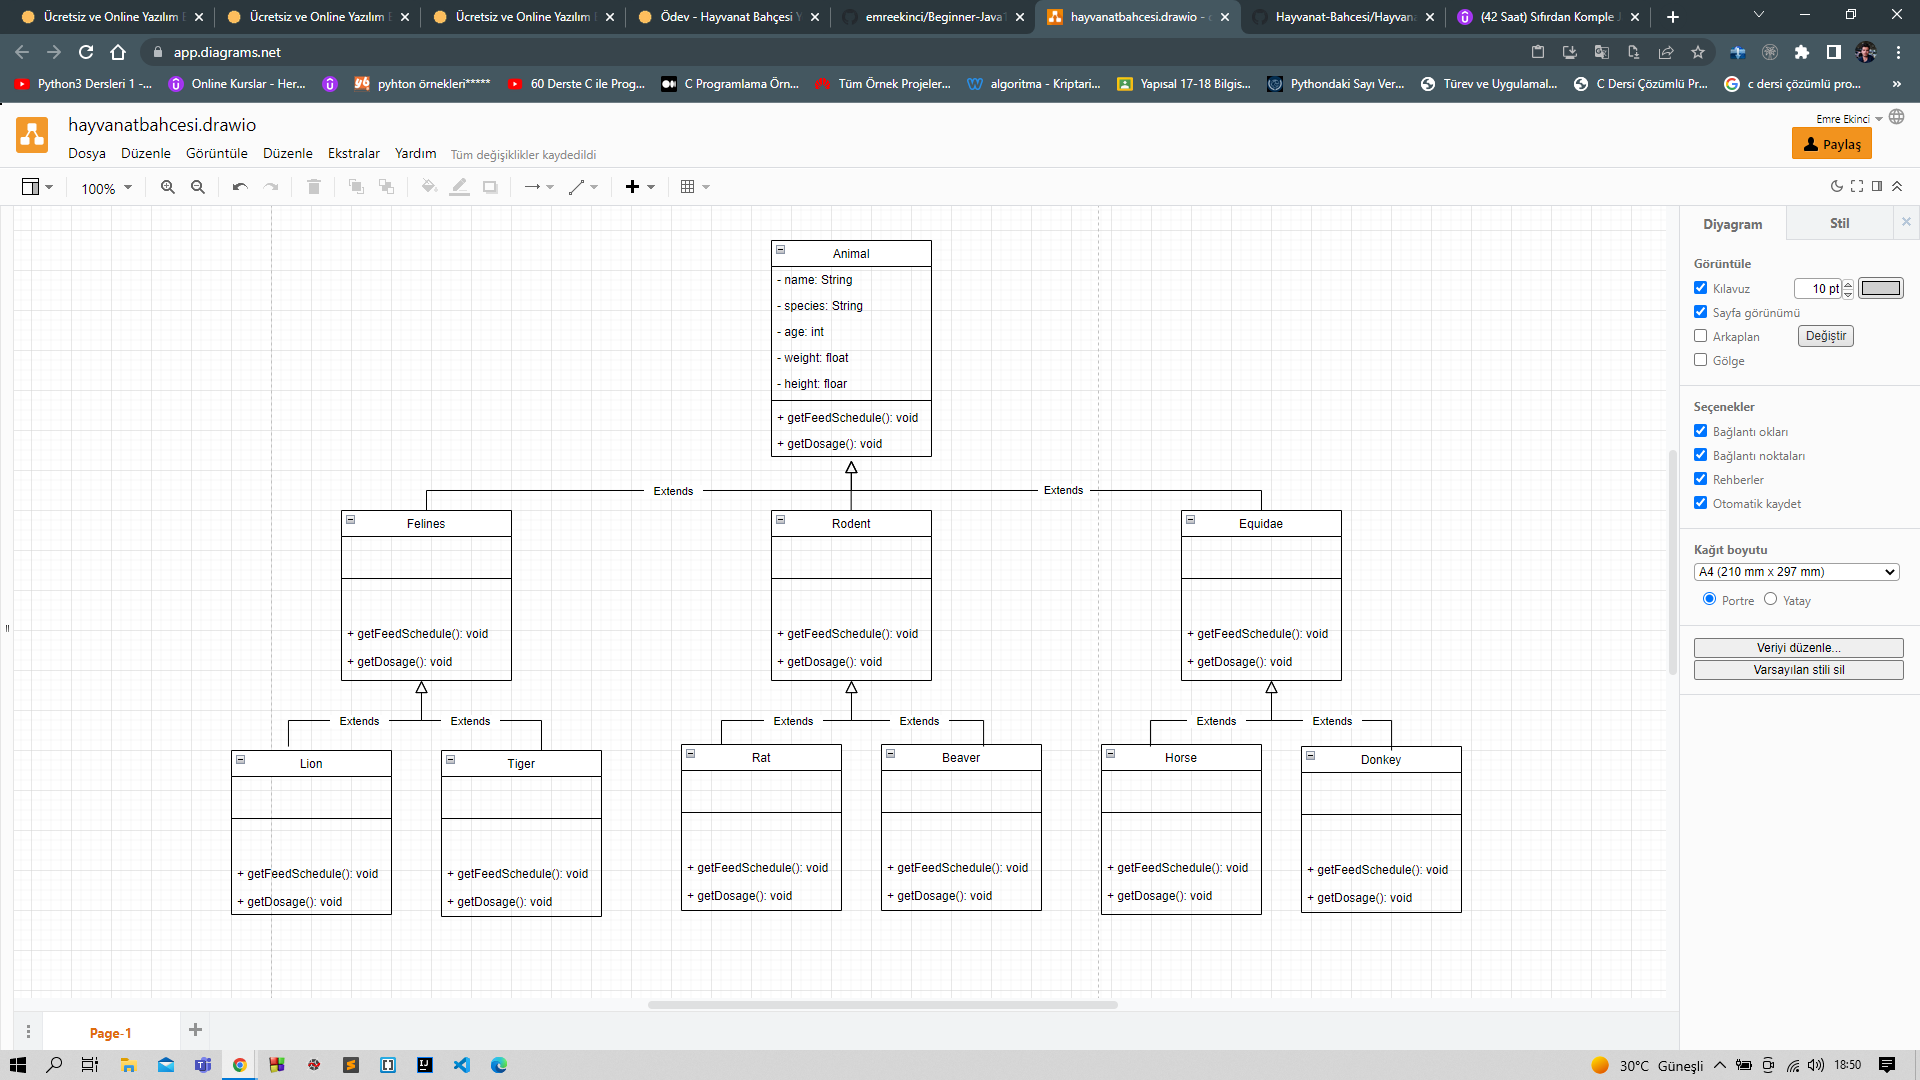 Ücretsiz ve Online Yazılım
Ücretsiz ve Online Yazılım
Ücretsiz ve Online Yazılım
Ödev - Hayvanat Bahçesi
emreekinci/Beginner-Java
hayvanatbahcesi.drawio
Hayvanat-Bahcesi/Hayvan
(42 Saat) Sıfırdan Komple
app.diagrams.net
Python3 Dersleri 1 -...
Online Kurslar - Her...
pyhton örnekleri*****
60 Derste C ile Prog...
C Programlama Örn...
Tüm Örnek Projeler...
algoritma - Kriptari...
Yapısal 17-18 Bilgis...
Pythondaki Sayı Ver...
Türev ve Uygulamal...
C Dersi Çözümlü Pr...
c dersi çözümlü pro...
»
hayvanatbahcesi.drawio
Emre Ekinci
Dosya Düzenle Görüntüle Düzenle Ekstralar Yardım Tüm değişiklikler kaydedildi
Paylaş
100%
Animal
- name: String
- species: String
- age: int
- weight: float
- height: floar
+ getFeedSchedule(): void
+ getDosage(): void
Extends
Extends
Felines
+ getFeedSchedule(): void
+ getDosage(): void
Rodent
+ getFeedSchedule(): void
+ getDosage(): void
Equidae
+ getFeedSchedule(): void
+ getDosage(): void
Extends
Extends
Extends
Extends
Extends
Extends
Lion
+ getFeedSchedule(): void
+ getDosage(): void
Tiger
+ getFeedSchedule(): void
+ getDosage(): void
Rat
+ getFeedSchedule(): void
+ getDosage(): void
Beaver
+ getFeedSchedule(): void
+ getDosage(): void
Horse
+ getFeedSchedule(): void
+ getDosage(): void
Donkey
+ getFeedSchedule(): void
+ getDosage(): void
Diyagram
Stil
Görüntüle
Kılavuz
10 pt
Sayfa görünümü
Arkaplan
Değiştir
Gölge
Seçenekler
Bağlantı okları
Bağlantı noktaları
Rehberler
Otomatik kaydet
Kağıt boyutu
A4 (210 mm x 297 mm)
Portre
Yatay
Veriyi düzenle...
Varsayılan stili sil
Page-1
30°C Güneşli
18:50